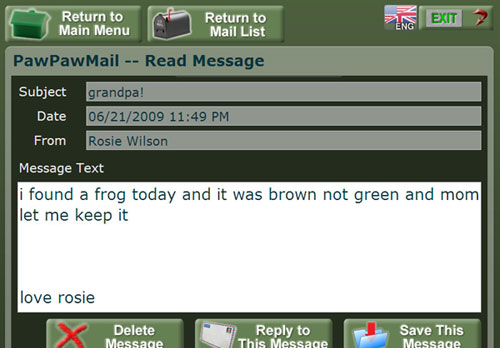 Return to
Main Menu
Return to
Mail List
ENG
EXIT
?
PawPawMail -- Read Message
Subject grandpa!
Date 06/21/2009 11:49 PM
From Rosie Wilson
Message Text
i found a frog today and it was brown not green and mom
let me keep it
love rosie
Delete
Message
Reply to
This Message
Save This
Message